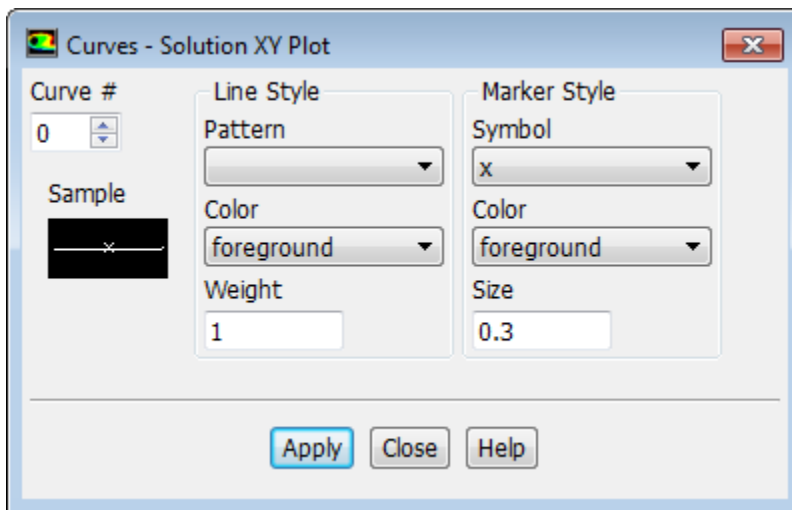 Curves - Solution XY Plot
Curve #
0
Sample
Line Style
Pattern
Color
foreground
Weight
1
Marker Style
Symbol
x
Color
foreground
Size
0.3
Apply Close Help